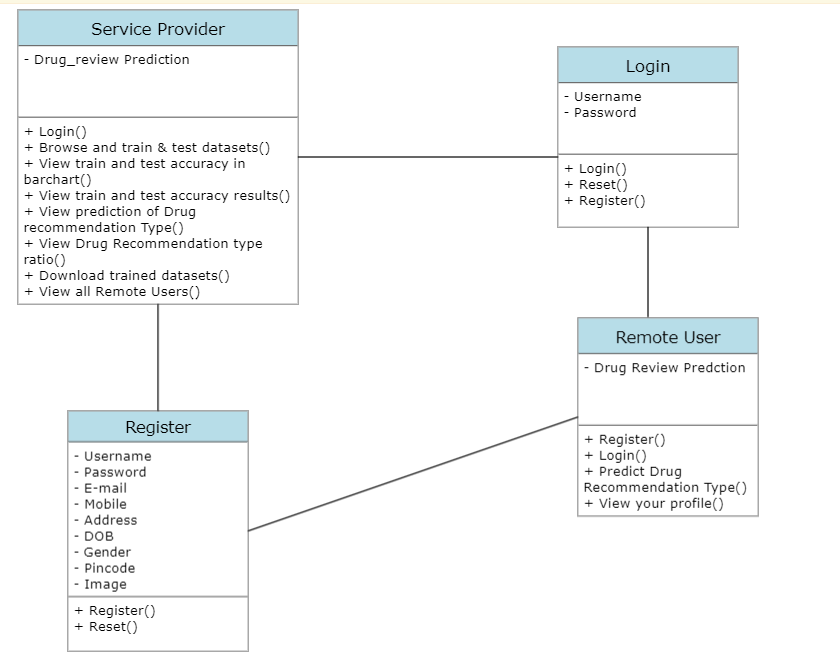 Service Provider
- Drug_review Prediction
+ Login()
+ Browse and train & test datasets()
+ View train and test accuracy in
barchart()
+ View train and test accuracy results()
+ View prediction of Drug
recommendation Type()
+ View Drug Recommendation type
ratio()
+ Download trained datasets()
+ View all Remote Users()
Login
- Username
- Password
+ Login()
+ Reset()
+ Register()
Remote User
- Drug Review Predction
+ Register()
+ Login()
+ Predict Drug
Recommendation Type()
+ View your profile()
Register
- Username
- Password
- E-mail
- Mobile
- Address
- DOB
- Gender
- Pincode
- Image
+ Register()
+ Reset()